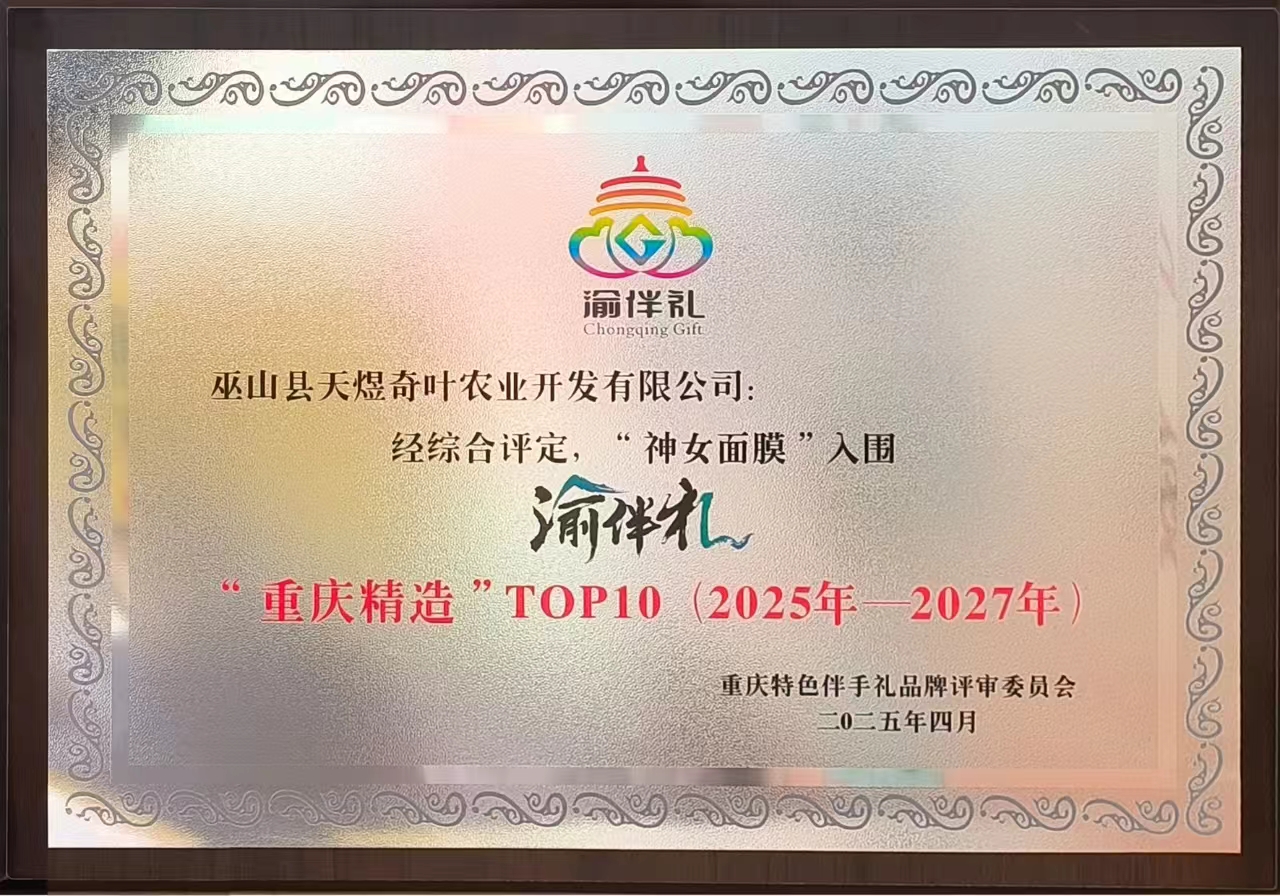 渝伴礼
Chongqing Gift
巫山县天煜奇叶农业开发有限公司：
经综合评定，“神女面膜”入围
渝伴礼
“重庆精造”TOP10（2025年—2027年）
重庆特色伴手礼品牌评审委员会
二0二五年四月